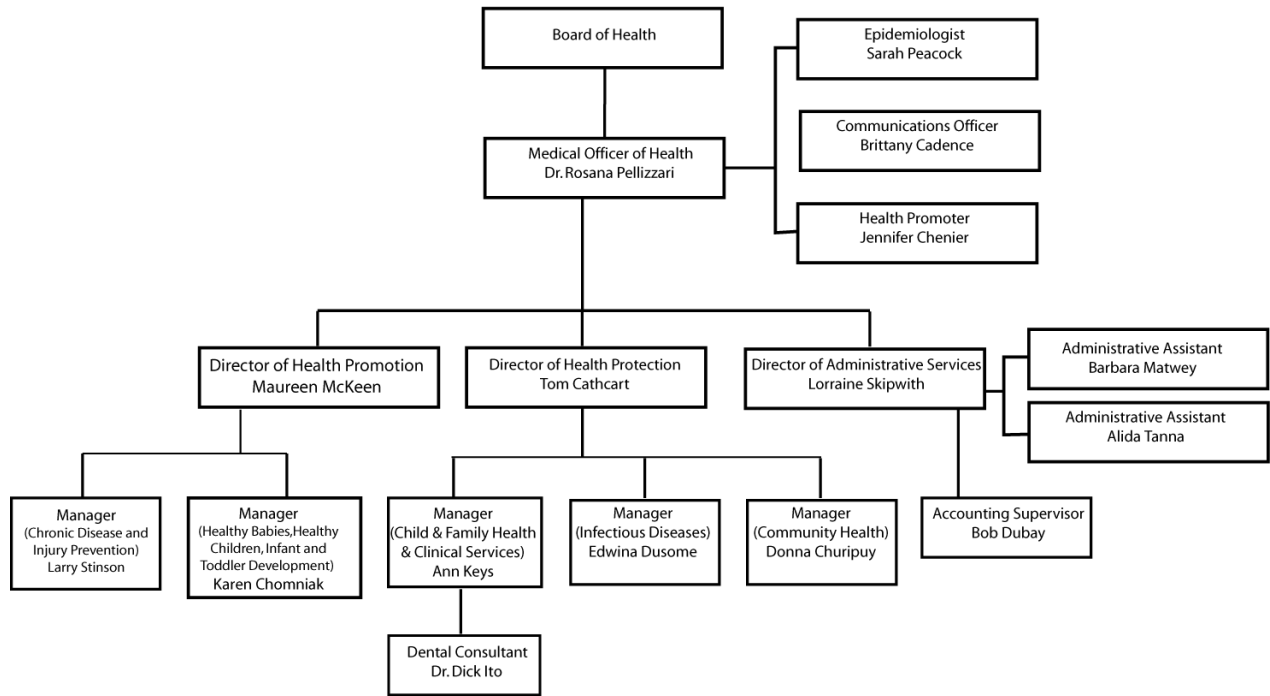 Board of Health
Epidemiologist
Sarah Peacock
Communications Officer
Brittany Cadence
Medical Officer of Health
Dr. Rosana Pellizzari
Health Promoter
Jennifer Chenier
Director of Health Promotion
Maureen McKeen
Director of Health Protection
Tom Cathcart
Director of Administrative Services
Lorraine Skipwith
Administrative Assistant
Barbara Matwey
Administrative Assistant
Alida Tanna
Manager
(Chronic Disease and
Injury Prevention)
Larry Stinson
Manager
(Healthy Babies,Healthy
Children, Infant and
Toddler Development)
Karen Chomniak
Manager
(Child & Family Health
& Clinical Services)
Ann Keys
Manager
(Infectious Diseases)
Edwina Dusome
Manager
(Community Health)
Donna Churipuy
Accounting Supervisor
Bob Dubay
Dental Consultant
Dr. Dick Ito